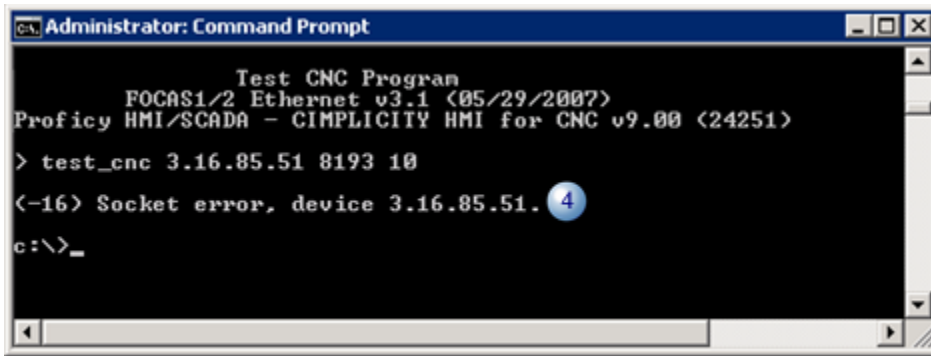 Administrator: Command Prompt
Test CNC Program
FOCAS1/2 Ethernet v3.1 (05/29/2007)
Proficy HMI/SCADA - CIMPLICITY HMI for CNC v9.00 (24251)
> test_cnc 3.16.85.51 8193 10
(-16) Socket error, device 3.16.85.51. 4
c:\>_